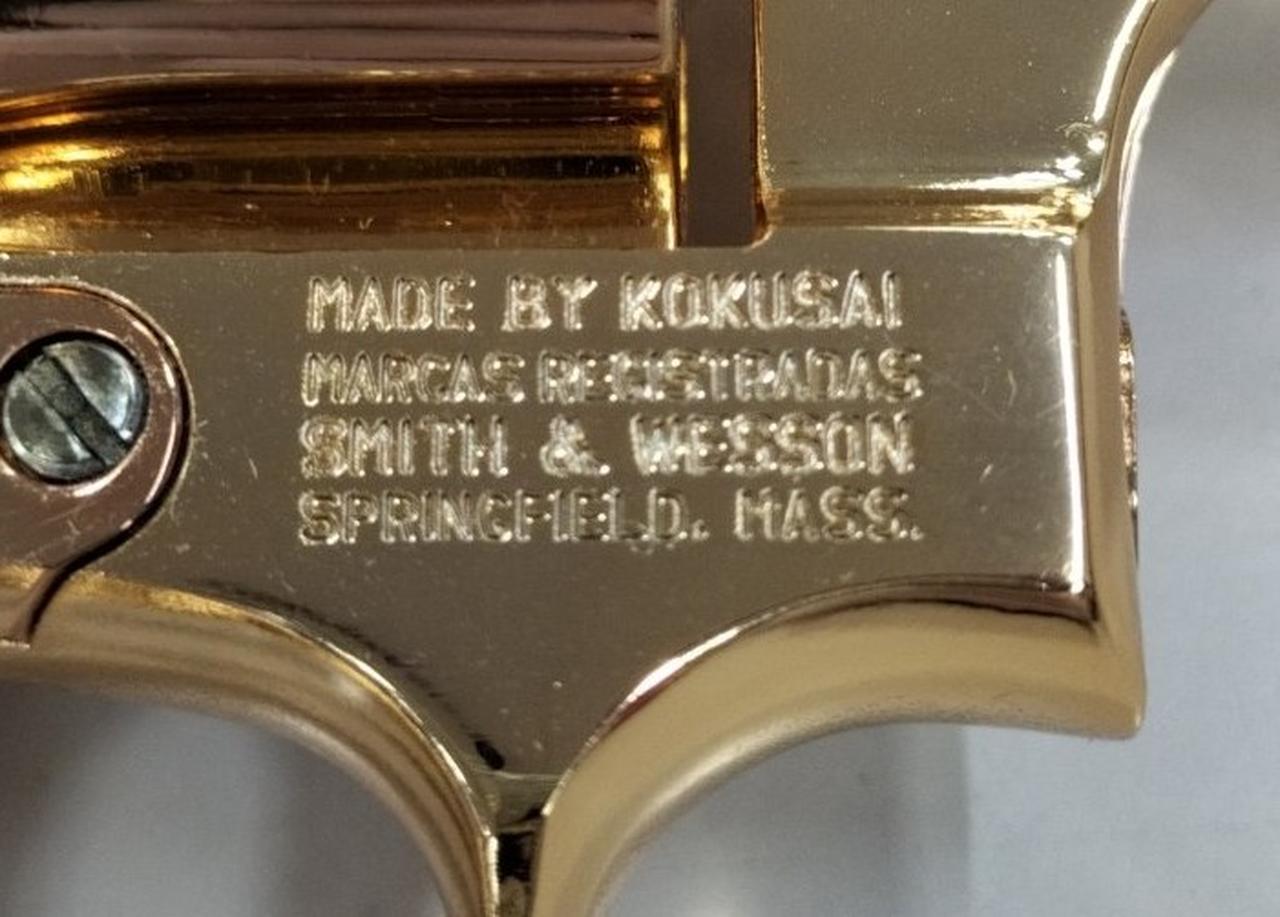 MADE BY KOKUSAI
MARCAS REGISTRADAS
SMITH & WESSON
SPRINGFIELD. MASS.